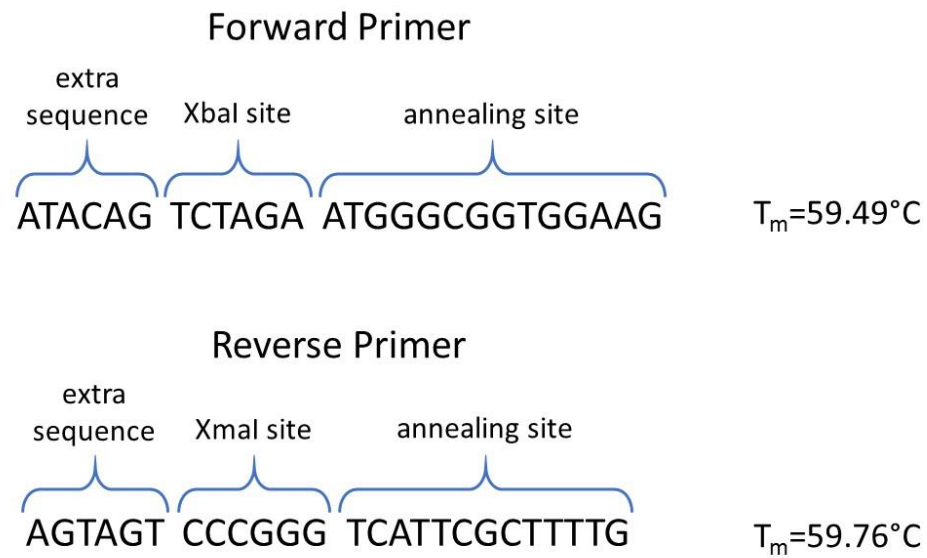 Forward Primer
extra
sequence
XbaI site
annealing site
ATACAG TCTAGA ATGGGCGGTGGAAG
Tm=59.49°C
Reverse Primer
extra
sequence
XmaI site
annealing site
AGTAGT CCCGGG TCATTCGCTTTTG
Tm=59.76°C